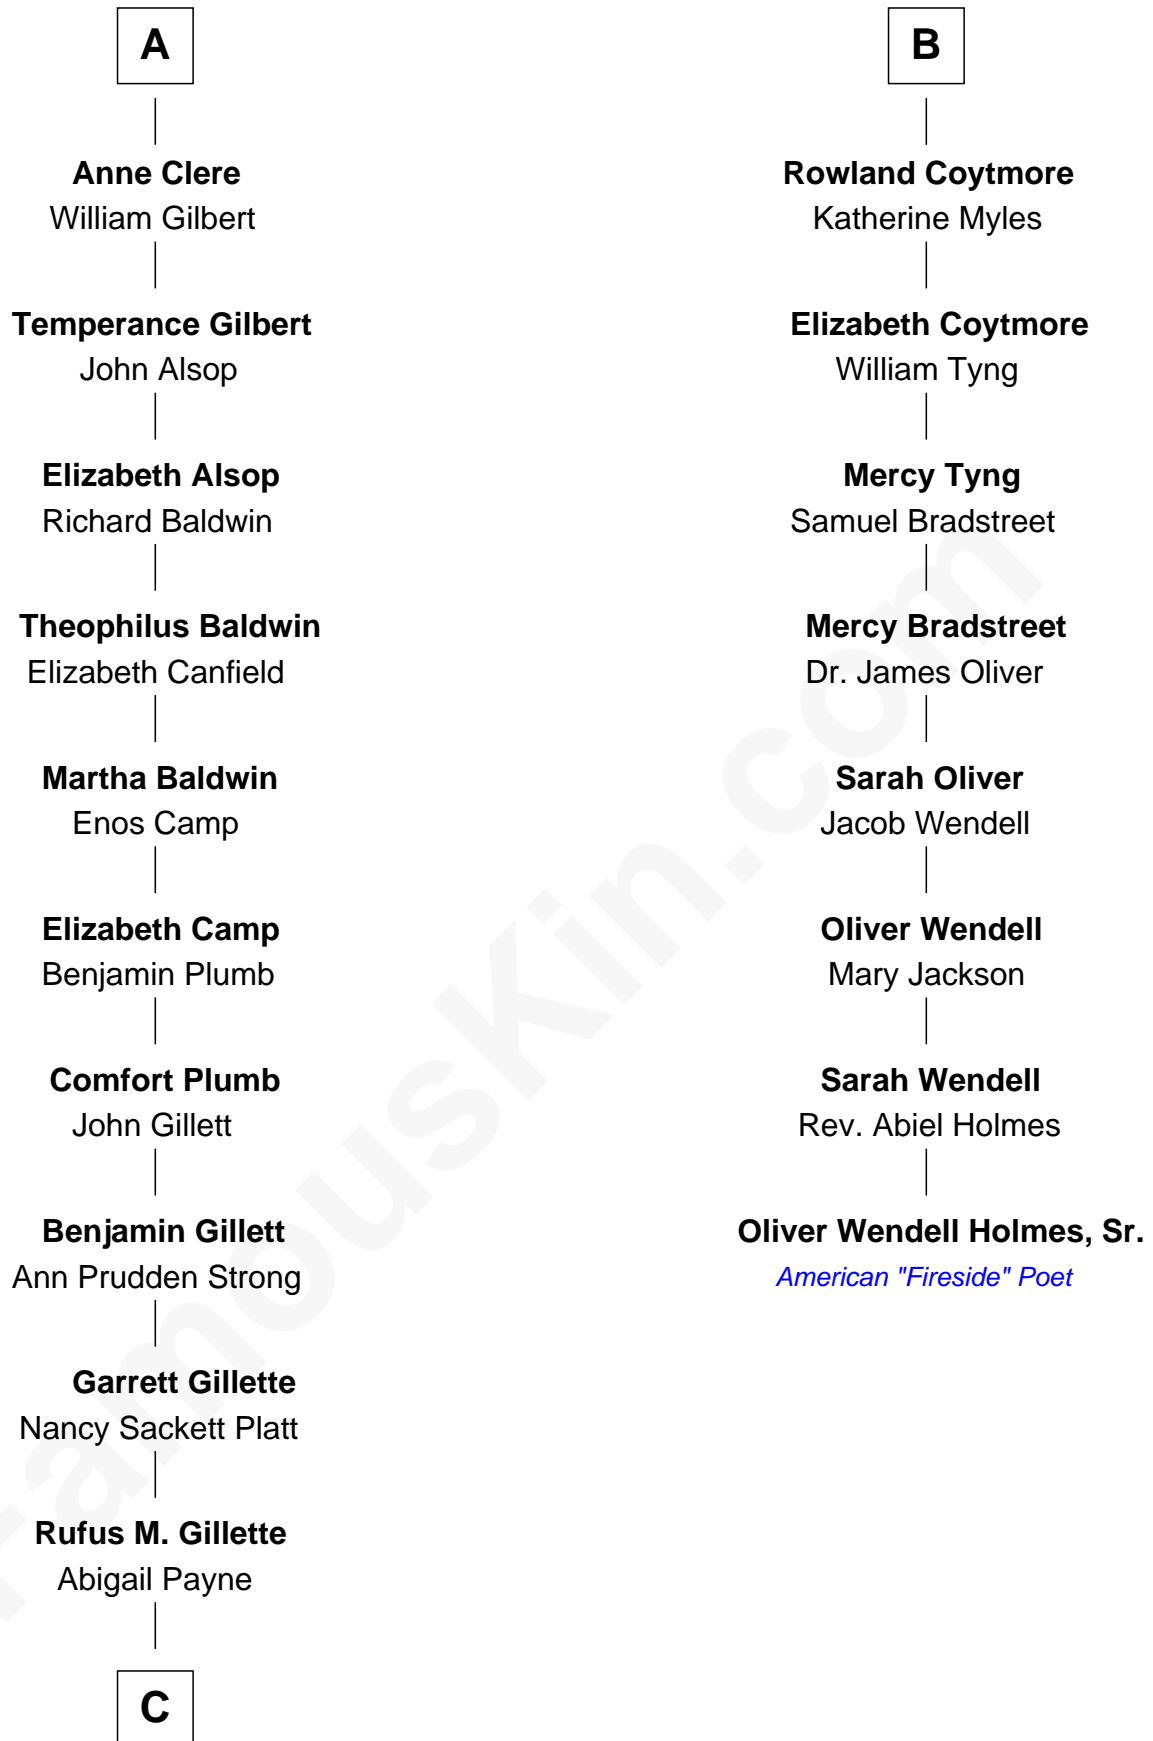 A
Anne Clere
William Gilbert
Temperance Gilbert
John Alsop
Elizabeth Alsop
Richard Baldwin
Theophilus Baldwin
Elizabeth Canfield
Martha Baldwin
Enos Camp
Elizabeth Camp
Benjamin Plumb
Comfort Plumb
John Gillett
Benjamin Gillett
Ann Prudden Strong
Garrett Gillette
Nancy Sackett Platt
Rufus M. Gillette
Abigail Payne
C
B
Rowland Coytmore
Katherine Myles
Elizabeth Coytmore
William Tyng
Mercy Tyng
Samuel Bradstreet
Mercy Bradstreet
Dr. James Oliver
Sarah Oliver
Jacob Wendell
Oliver Wendell
Mary Jackson
Sarah Wendell
Rev. Abiel Holmes
Oliver Wendell Holmes, Sr.
American "Fireside" Poet
FamousKin.com